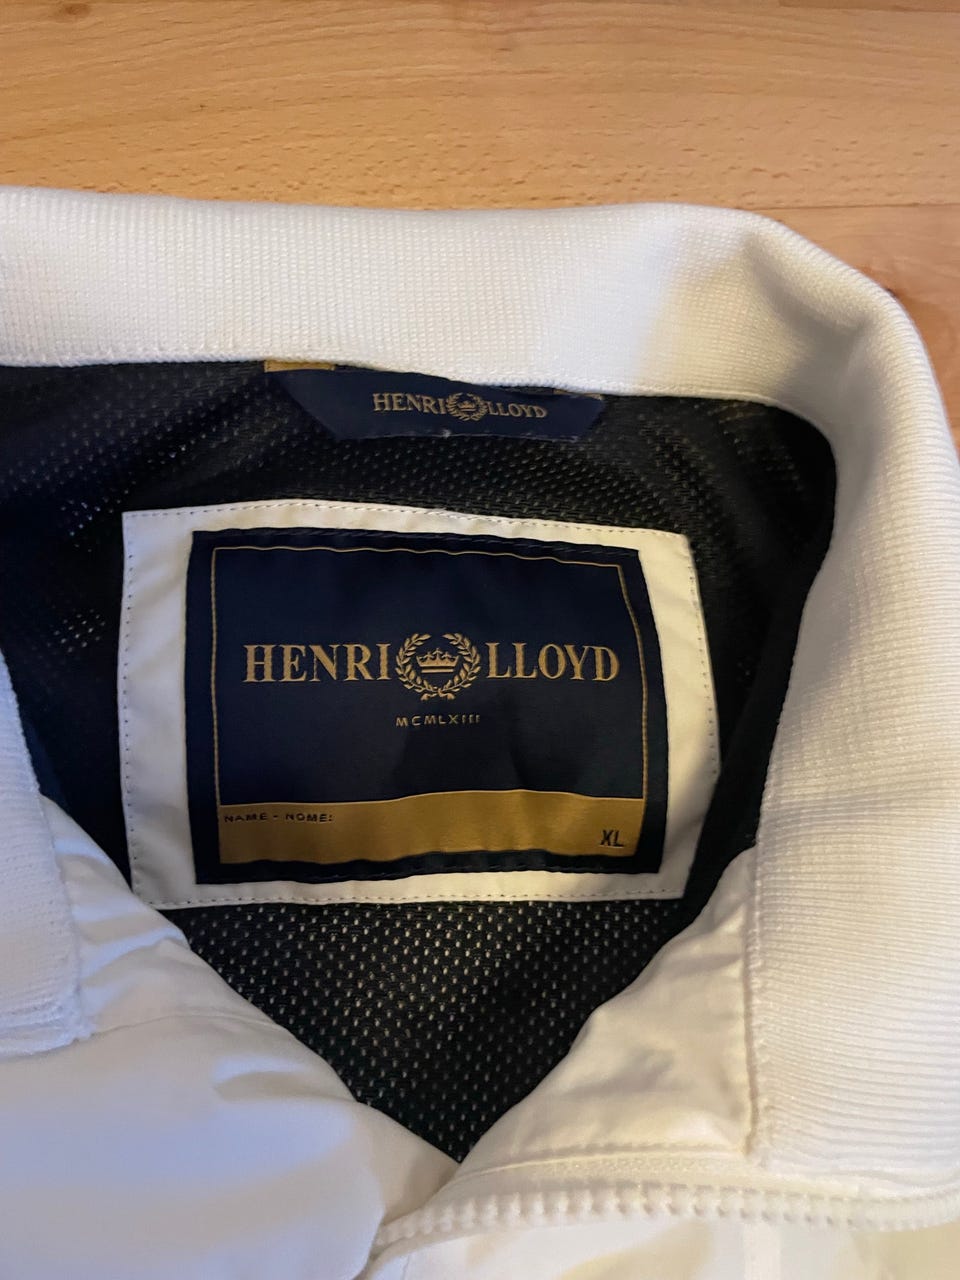 HENRI LLOYD
HENRI LLOYD
MCMLXIII
NAME - NOME:
XL